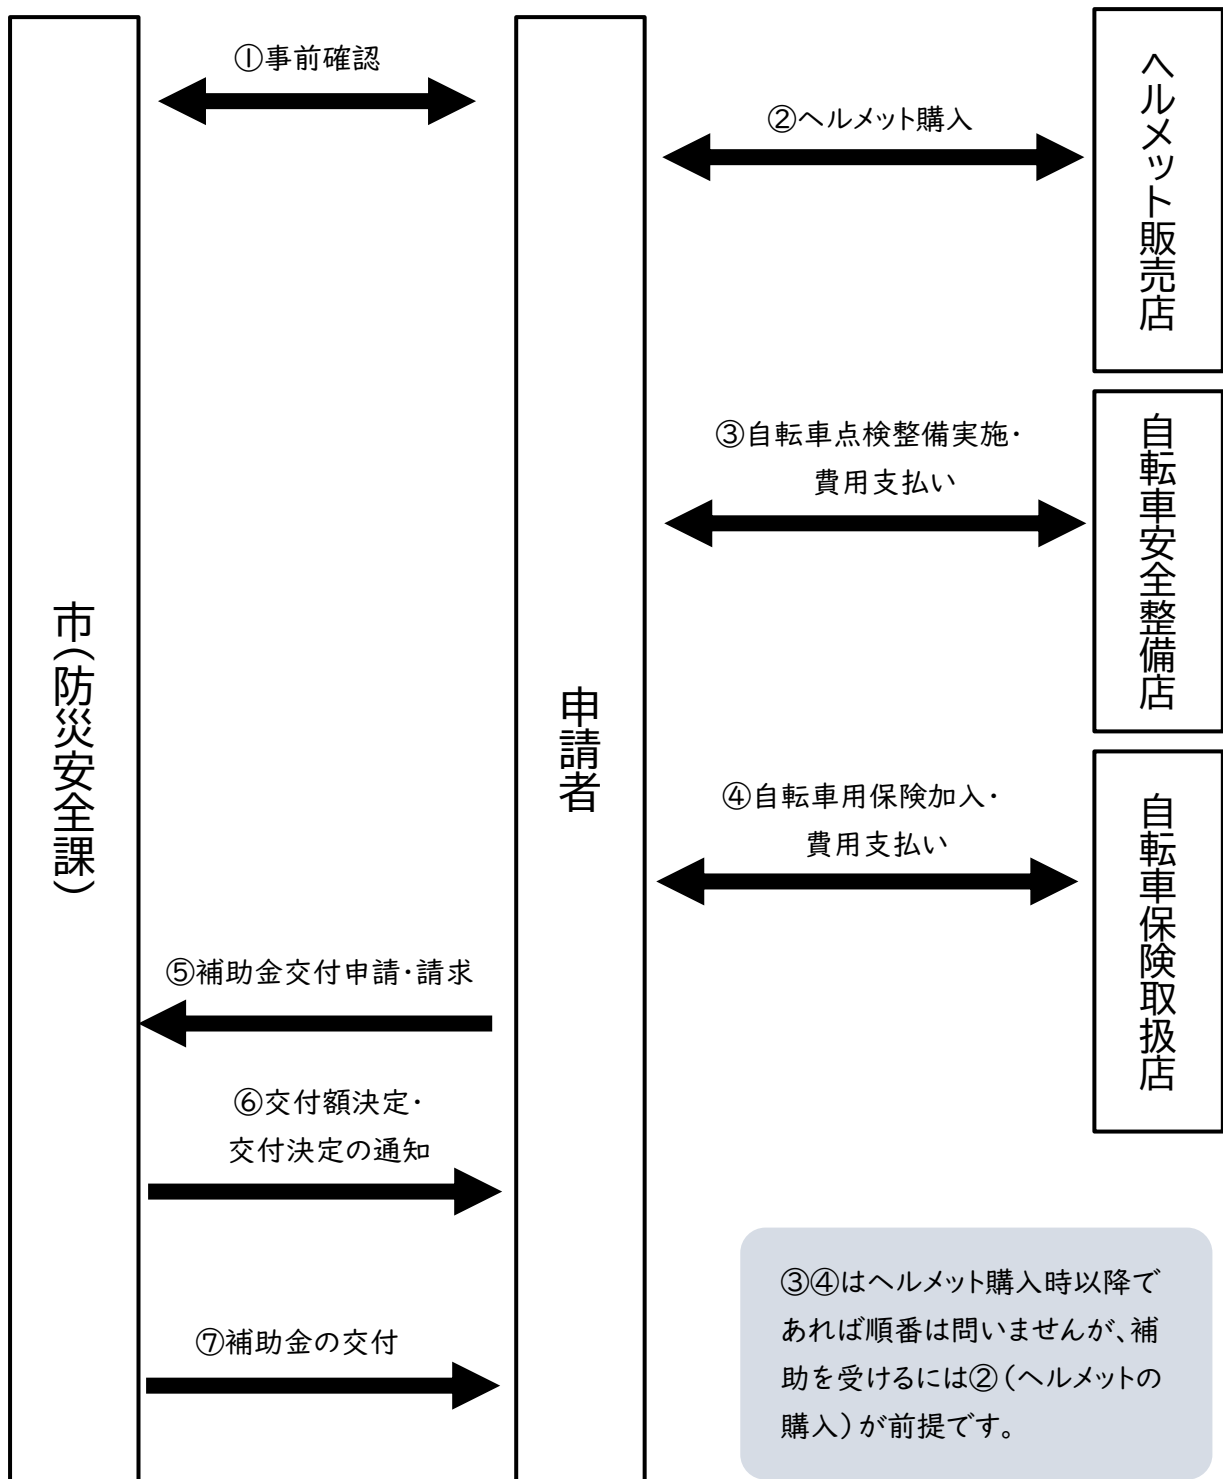 ①事前確認
②ヘルメット購入
ヘルメット販売店
③自転車点検整備実施・
費用支払い
自転車安全整備店
市(防災安全課)
申請者
④自転車用保険加入・
費用支払い
自転車保険取扱店
⑤補助金交付申請・請求
⑥交付額決定・
交付決定の通知
⑦補助金の交付
③④はヘルメット購入時以降で
あれば順番は問いませんが、補
助を受けるには②(ヘルメットの
購入)が前提です。